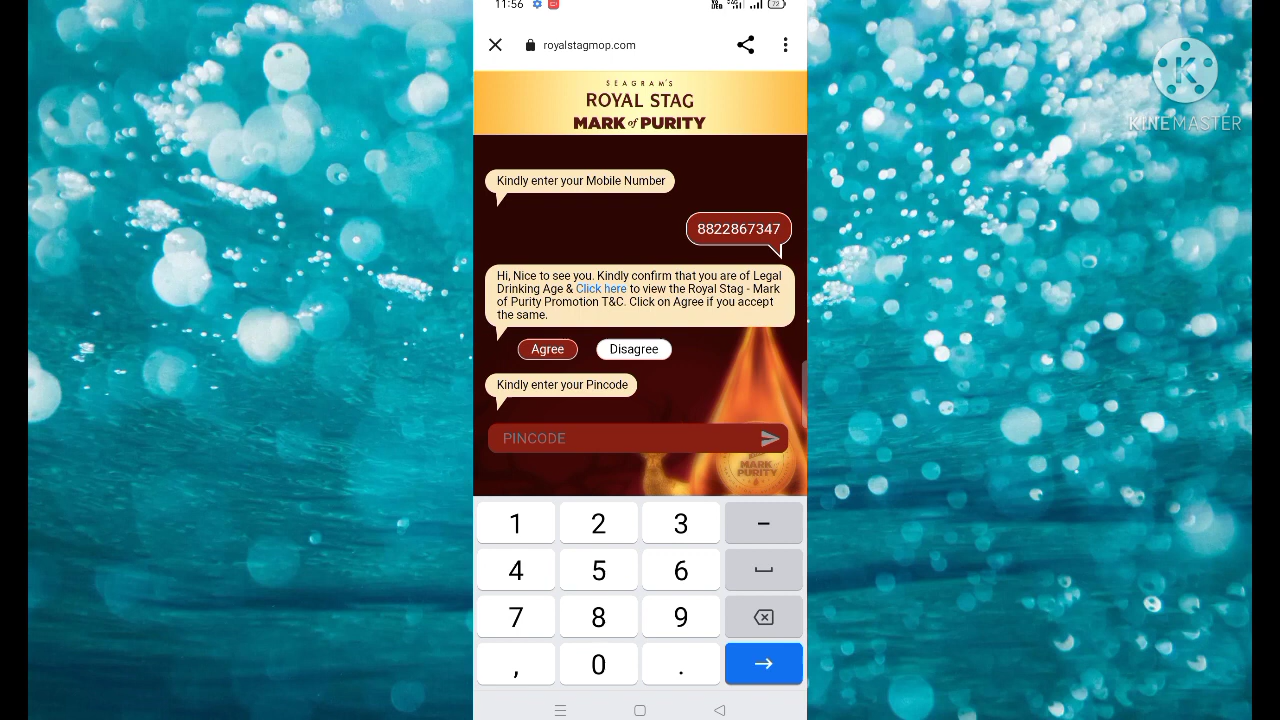 11:56
72
royalstagmop.com
SEAGRAM'S
ROYAL STAG
MARK of PURITY
Kindly enter your Mobile Number
8822867347
Hi, Nice to see you. Kindly confirm that you are of Legal
Drinking Age & Click here to view the Royal Stag - Mark
of Purity Promotion T&C. Click on Agree if you accept
the same.
Agree Disagree
Kindly enter your Pincode
PINCODE
MARK
PURITY
1 2 3 -
4 5 6
7 8 9
, 0 .
K
KINEMASTER